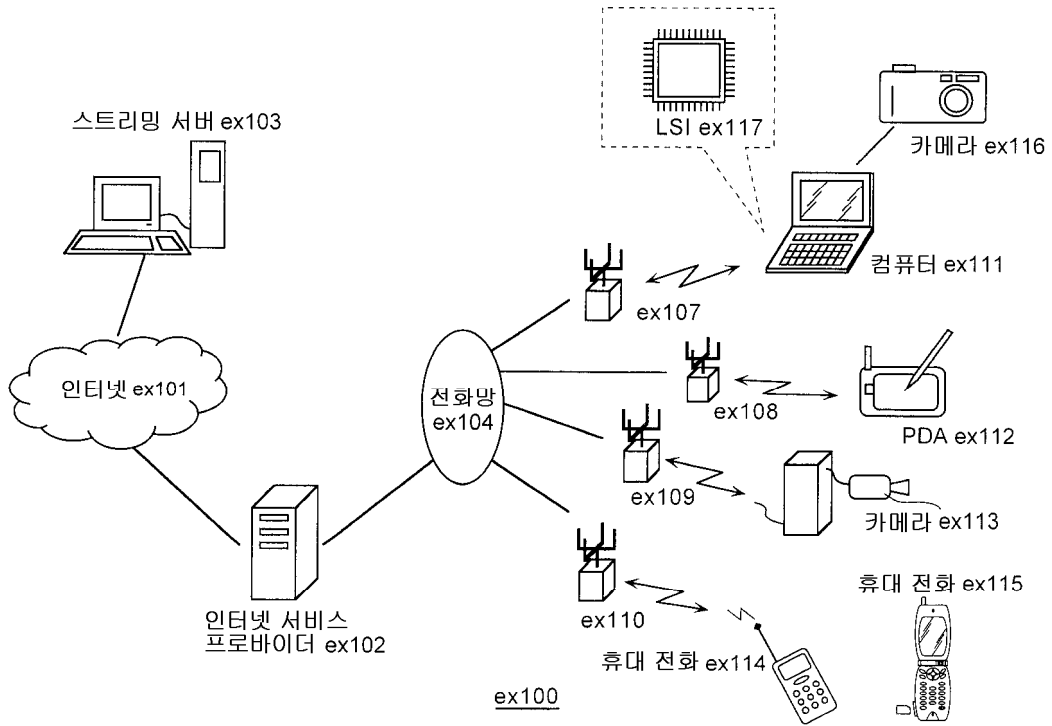 LSI ex117
스트리밍 서버 ex103
카메라 ex116
컴퓨터 ex111
ex107
인터넷 ex101
전화망
ex104
ex108
PDA ex112
ex109
카메라 ex113
인터넷 서비스
프로바이더 ex102
ex110
휴대 전화 ex115
휴대 전화 ex114
ex100